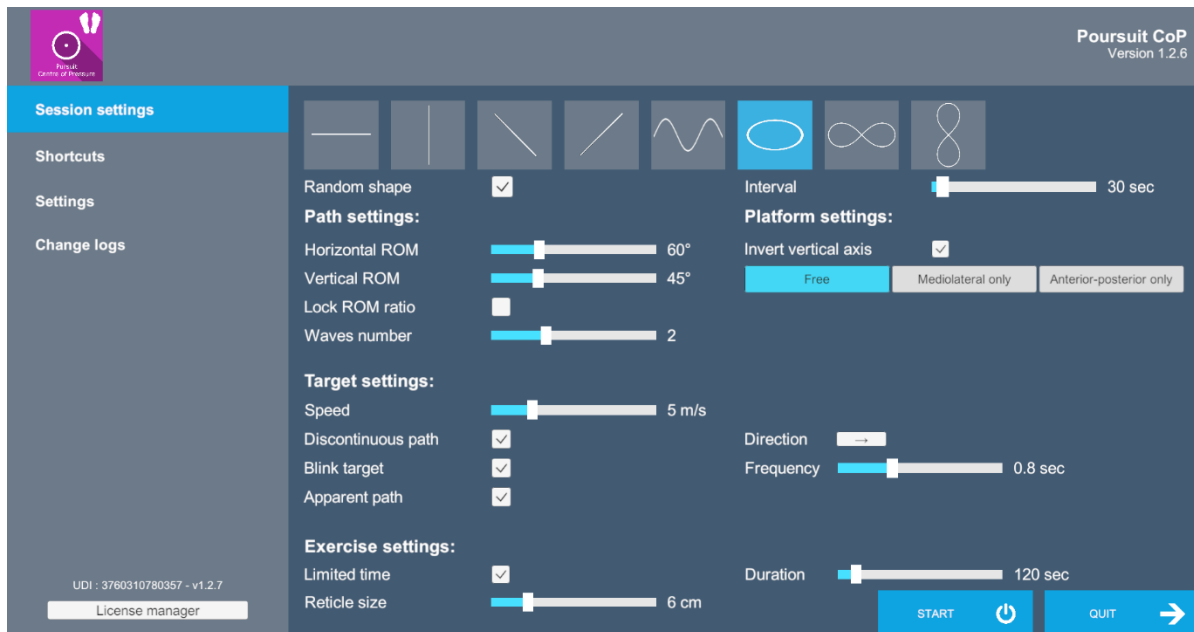 Pursuit
Centre of Pressure
Poursuit CoP
Version 1.2.6
Session settings
Shortcuts
Settings
Change logs
UDI : 3760310780357 - v1.2.7
License manager
Random shape
Interval 30 sec
Path settings:
Platform settings:
Horizontal ROM 60°
Invert vertical axis
Vertical ROM 45°
Free Mediolateral only Anterior-posterior only
Lock ROM ratio
Waves number 2
Target settings:
Speed 5 m/s
Discontinuous path
Direction →
Blink target
Frequency 0.8 sec
Apparent path
Exercise settings:
Limited time
Duration 120 sec
Reticle size 6 cm
START QUIT